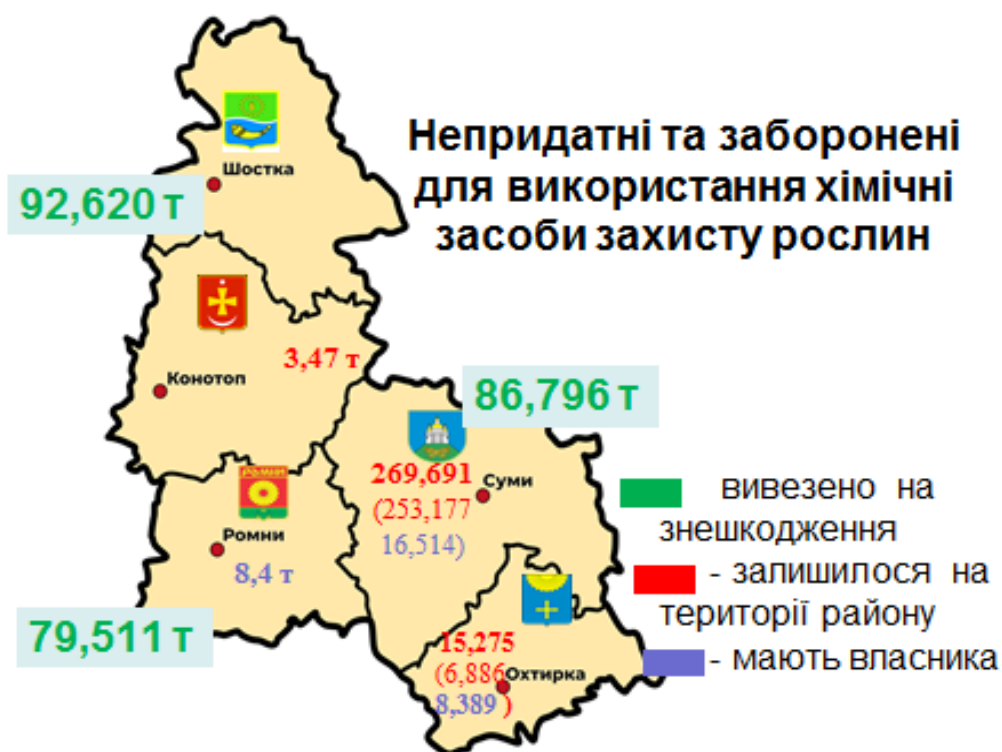 Непридатні та заборонені
для використання хімічні
засоби захисту рослин
Шостка
92,620 т
3,47 т
Конотоп
86,796 т
269,691
(253,177
16,514)
Суми
РОМНИ
Ромни
8,4 т
79,511 т
15,275
(6,886
8,389 )
Охтирка
вивезено на
знешкодження
- залишилося на
території району
- мають власника